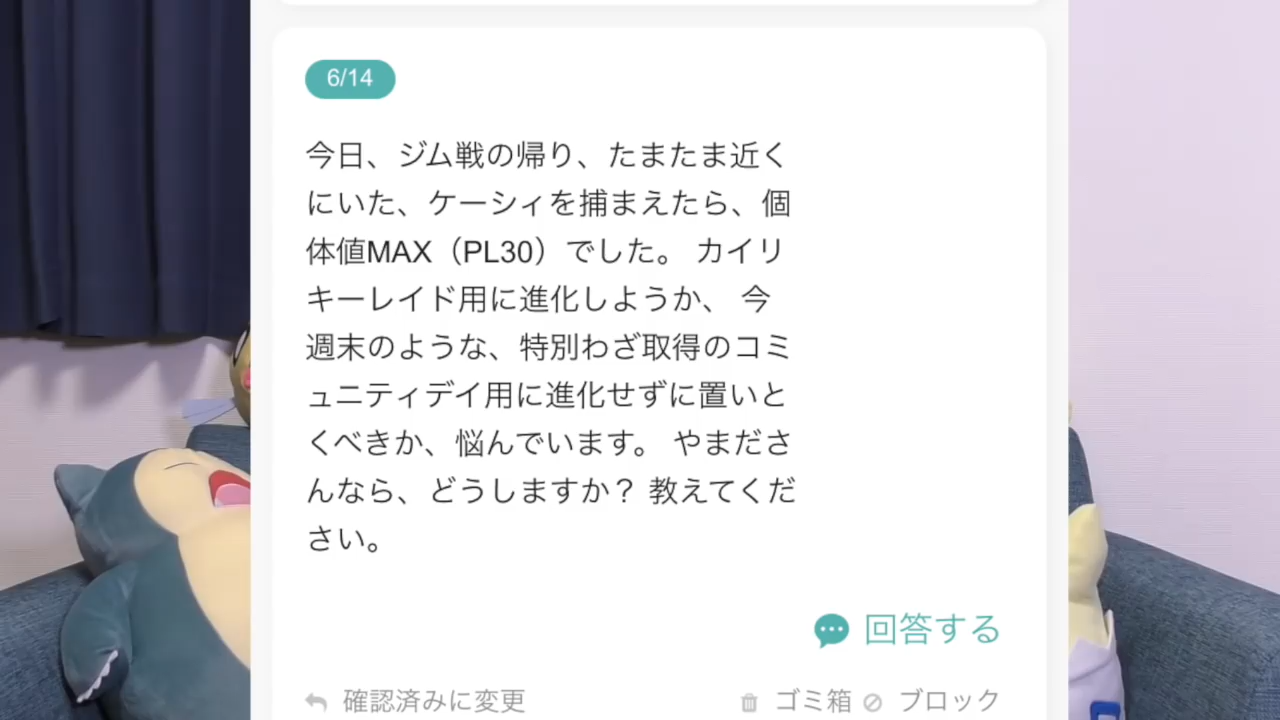 6/14
今日、ジム戦の帰り、たまたま近く
にいた、ケーシィを捕まえたら、個
体値MAX（PL30）でした。 カイリ
キーレイド用に進化しようか、 今
週末のような、特別わざ取得のコミ
ュニティデイ用に進化せずに置いと
くべきか、悩んでいます。 やまださ
んなら、どうしますか？ 教えてくだ
さい。
回答する
確認済みに変更 ゴミ箱 ブロック